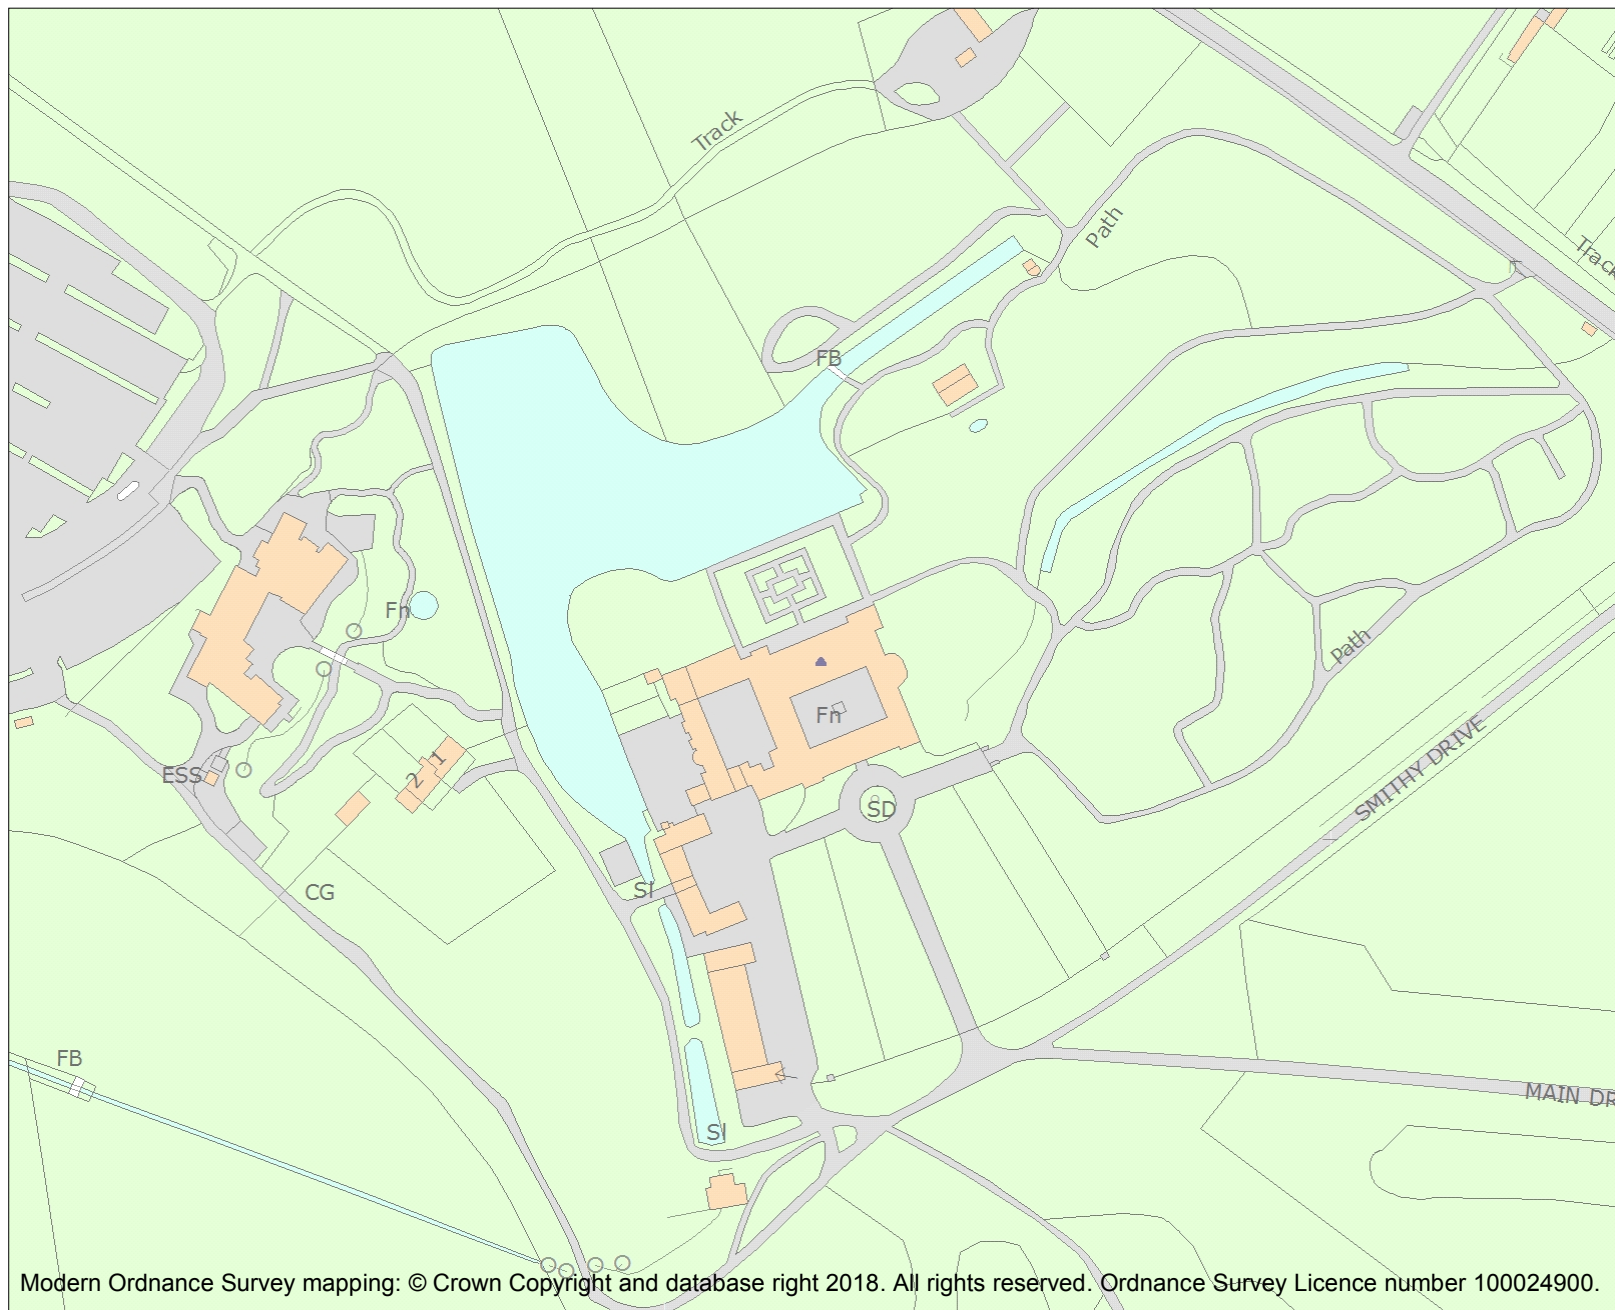 Track
Path
Track
FB
Fn
Path
Fn
SMITHY DRIVE
ESS
2 1
SD
CG
Sl
FB
MAIN DR
Sl
Modern Ordnance Survey mapping: © Crown Copyright and database right 2018. All rights reserved. Ordnance Survey Licence number 100024900.